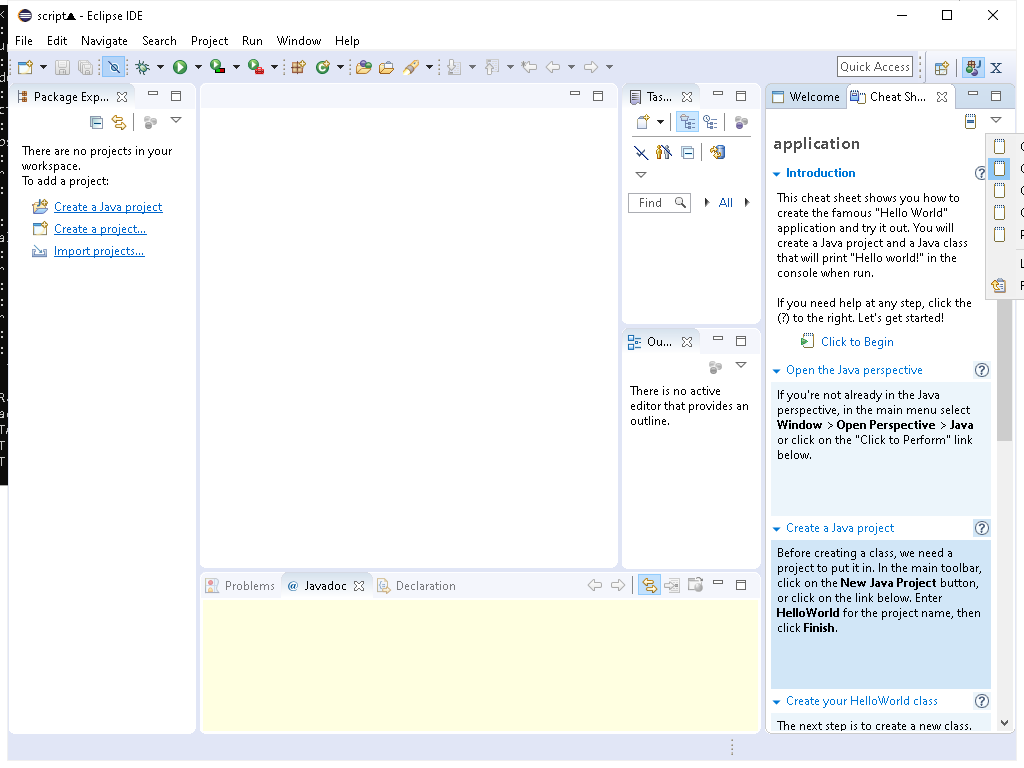 script▲ - Eclipse IDE
File Edit Navigate Search Project Run Window Help
Quick Access
Package Exp...
There are no projects in your
workspace.
To add a project:
Create a Java project
Create a project...
Import projects...
Tas...
Find
All
Ou...
There is no active
editor that provides an
outline.
Problems
@ Javadoc
Declaration
Welcome
Cheat Sh...
application
Introduction
This cheat sheet shows you how to
create the famous "Hello World"
application and try it out. You will
create a Java project and a Java class
that will print "Hello world!" in the
console when run.
If you need help at any step, click the
(?) to the right. Let's get started!
Click to Begin
Open the Java perspective
If you're not already in the Java
perspective, in the main menu select
Window > Open Perspective > Java
or click on the "Click to Perform" link
below.
Create a Java project
Before creating a class, we need a
project to put it in. In the main toolbar,
click on the New Java Project button,
or click on the link below. Enter
HelloWorld for the project name, then
click Finish.
Create your HelloWorld class
The next step is to create a new class.